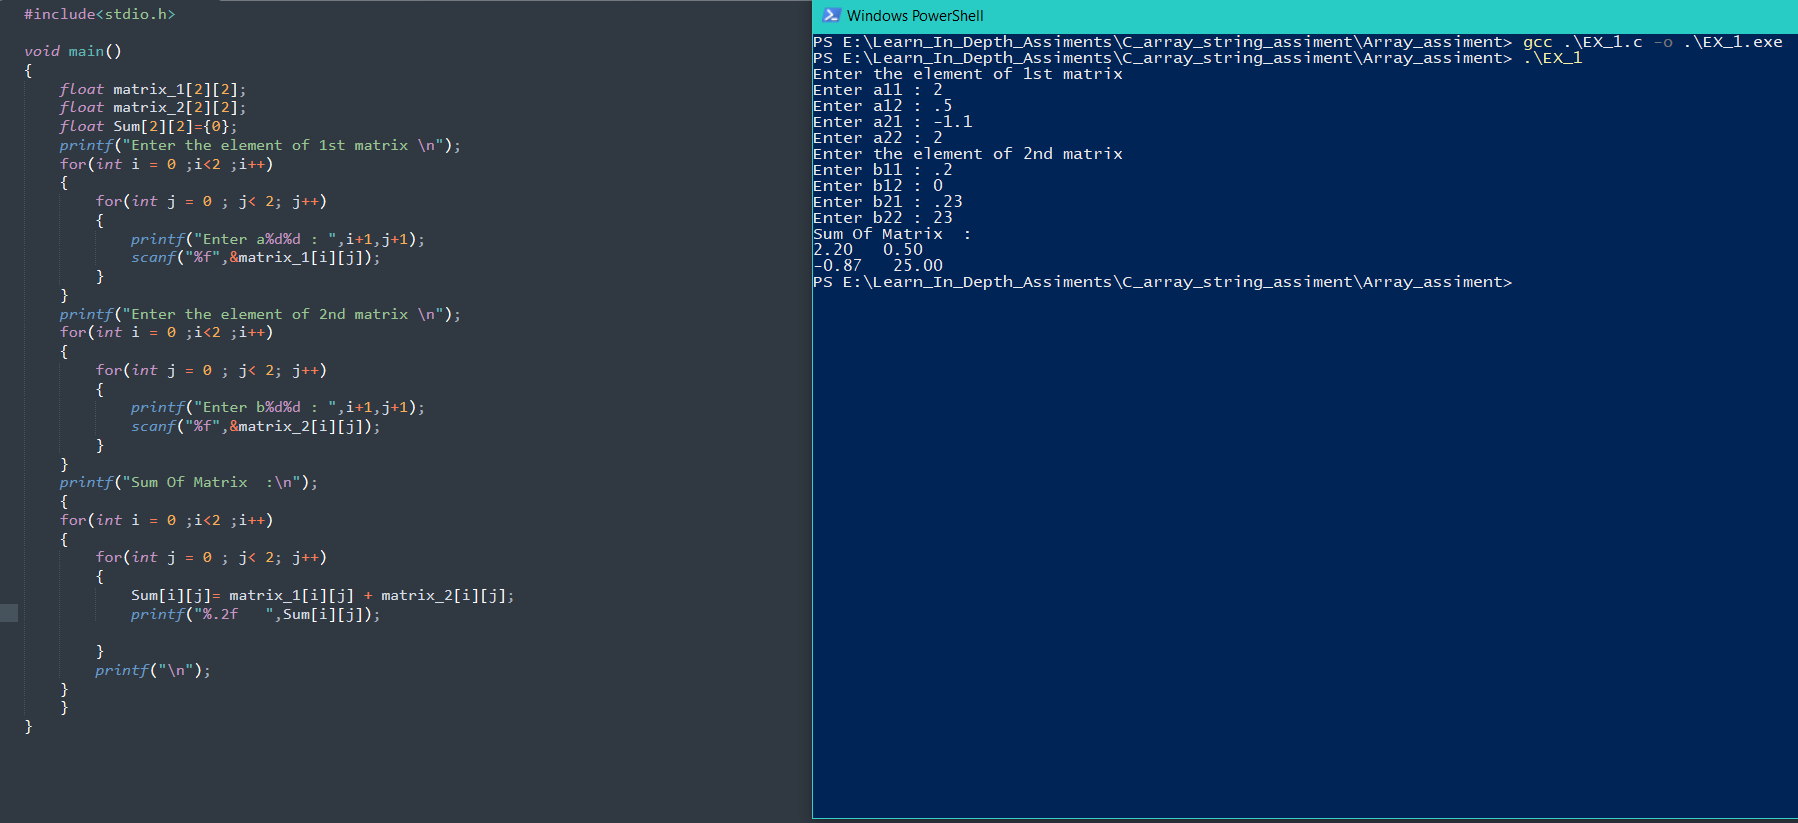 #include<stdio.h>
void main()
{
float matrix_1[2][2];
float matrix_2[2][2];
float Sum[2][2]={0};
printf("Enter the element of 1st matrix \n");
for(int i = 0 ;i<2 ;i++)
{
for(int j = 0 ; j< 2; j++)
{
printf("Enter a%d%d : ",i+1,j+1);
scanf("%f",&matrix_1[i][j]);
}
}
printf("Enter the element of 2nd matrix \n");
for(int i = 0 ;i<2 ;i++)
{
for(int j = 0 ; j< 2; j++)
{
printf("Enter b%d%d : ",i+1,j+1);
scanf("%f",&matrix_2[i][j]);
}
}
printf("Sum Of Matrix  :\n");
{
for(int i = 0 ;i<2 ;i++)
{
for(int j = 0 ; j< 2; j++)
{
Sum[i][j]= matrix_1[i][j] + matrix_2[i][j];
printf("%.2f   ",Sum[i][j]);
}
printf("\n");
}
}
}
Windows PowerShell
PS E:\Learn_In_Depth_Assiments\C_array_string_assiment\Array_assiment> gcc .\EX_1.c -o .\EX_1.exe
PS E:\Learn_In_Depth_Assiments\C_array_string_assiment\Array_assiment> .\EX_1
Enter the element of 1st matrix
Enter a11 : 2
Enter a12 : .5
Enter a21 : -1.1
Enter a22 : 2
Enter the element of 2nd matrix
Enter b11 : .2
Enter b12 : 0
Enter b21 : .23
Enter b22 : 23
Sum Of Matrix  :
2.20   0.50
-0.87   25.00
PS E:\Learn_In_Depth_Assiments\C_array_string_assiment\Array_assiment>